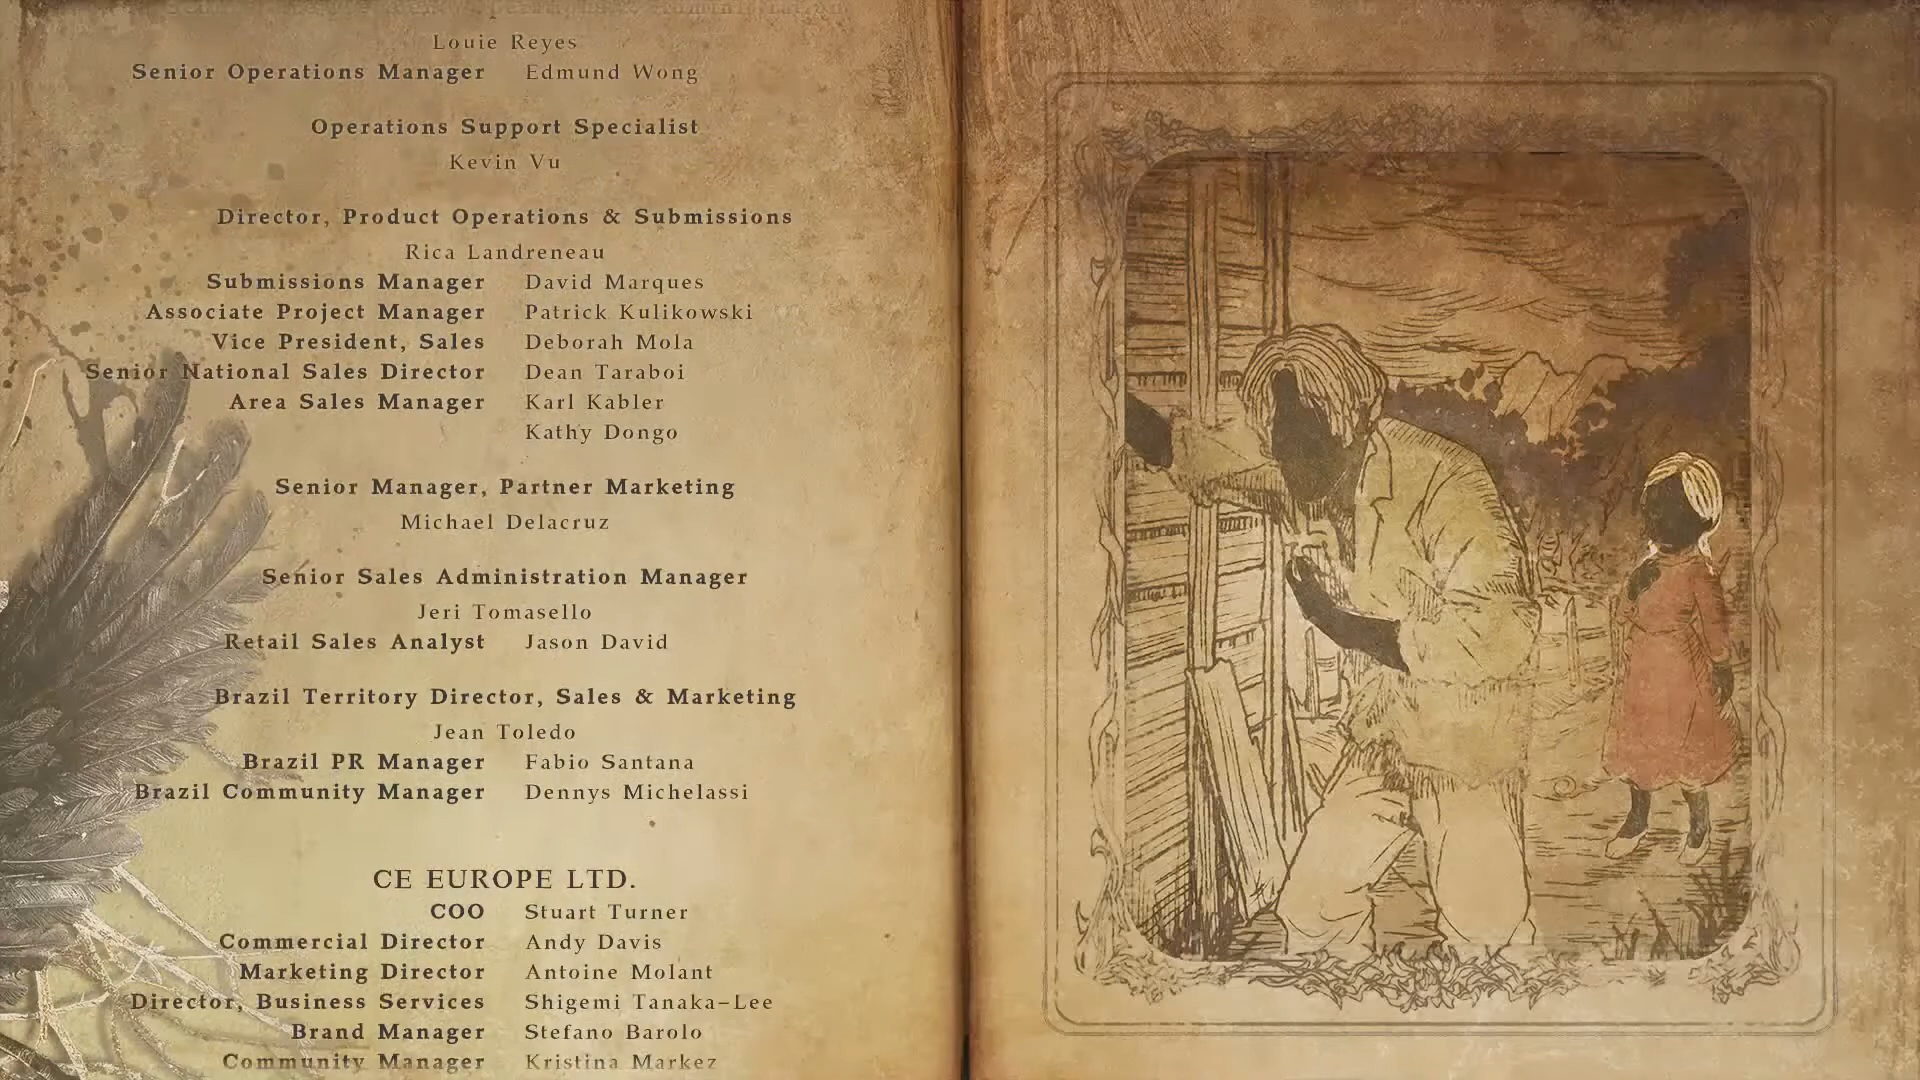 Louie Reyes
Senior Operations Manager Edmund Wong
Operations Support Specialist
Kevin Vu
Director, Product Operations & Submissions
Rica Landreneau
Submissions Manager David Marques
Associate Project Manager Patrick Kulikowski
Vice President, Sales Deborah Mola
Senior National Sales Director Dean Taraboi
Area Sales Manager Karl Kabler
Kathy Dongo
Senior Manager, Partner Marketing
Michael Delacruz
Senior Sales Administration Manager
Jeri Tomasello
Retail Sales Analyst Jason David
Brazil Territory Director, Sales & Marketing
Jean Toledo
Brazil PR Manager Fabio Santana
Brazil Community Manager Dennys Michelassi
CE EUROPE LTD.
COO Stuart Turner
Commercial Director Andy Davis
Marketing Director Antoine Molant
Director, Business Services Shigemi Tanaka-Lee
Brand Manager Stefano Barolo
Community Manager Kristina Markez